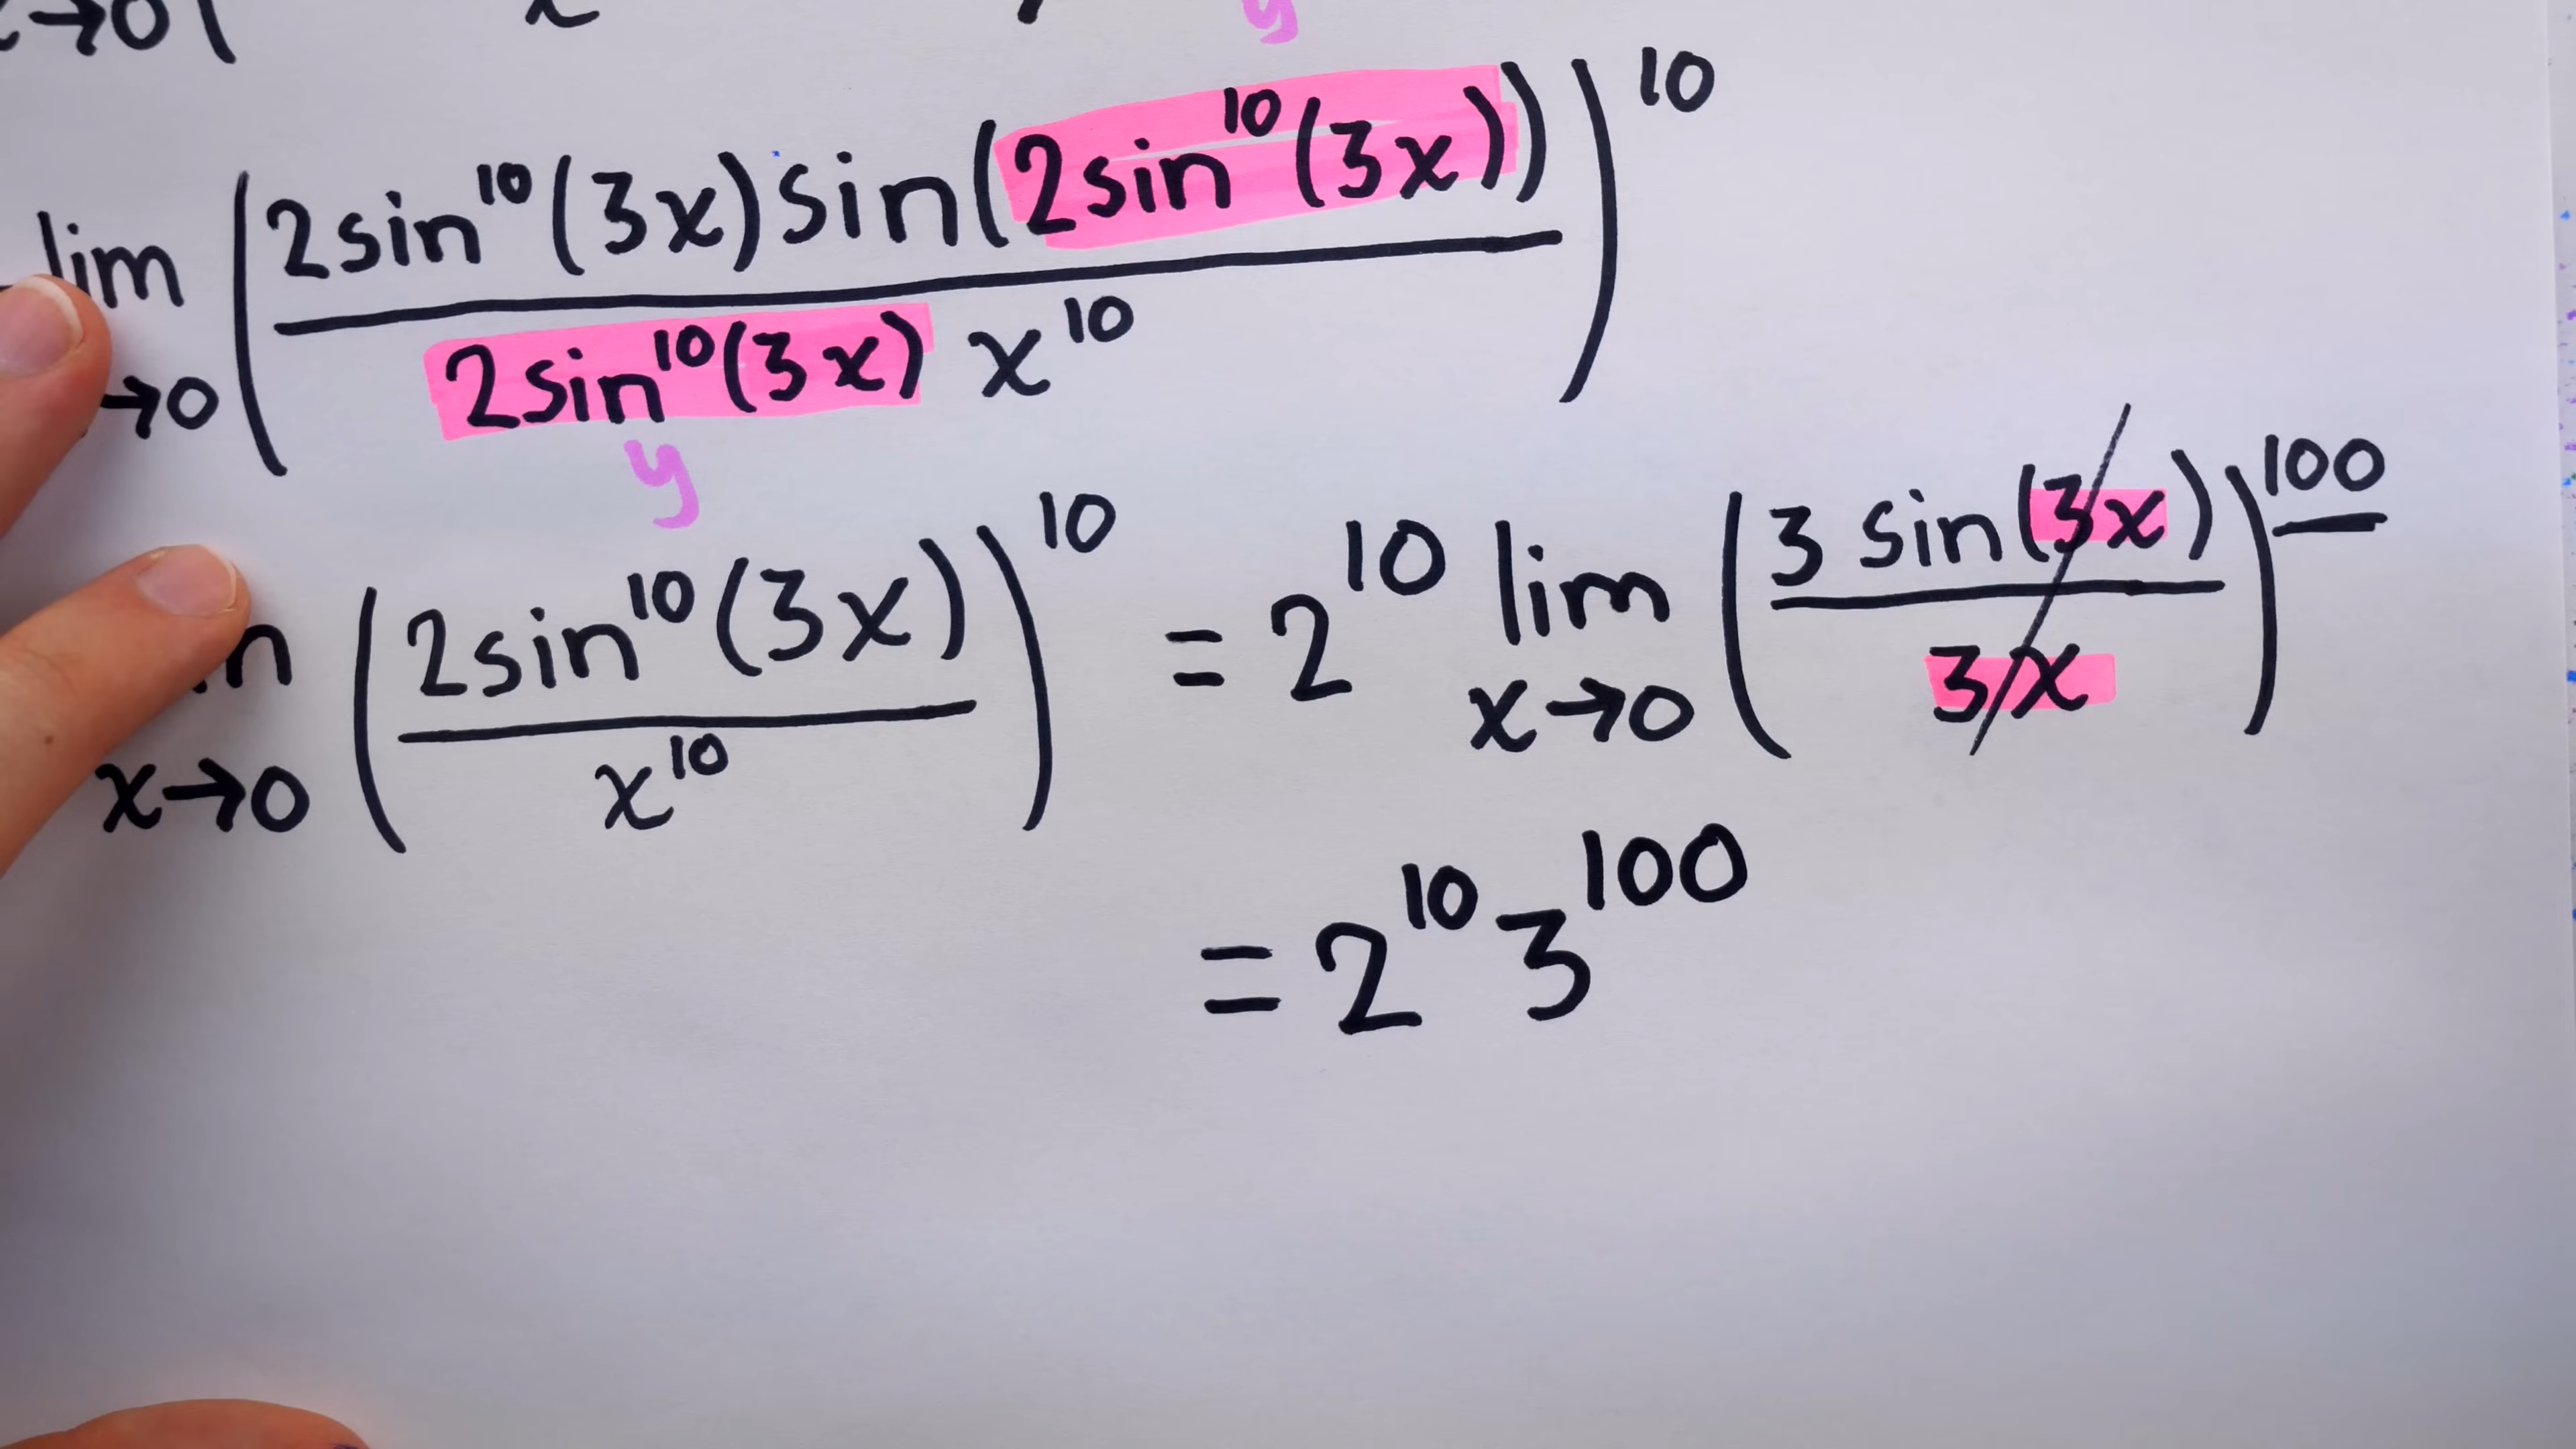 →0 ( x y
lim x→0 (2sin¹⁰(3x)sin(2sin¹⁰(3x)) / 2sin¹⁰(3x) x¹⁰)¹⁰
y
n x→0 (2sin¹⁰(3x) / x¹⁰)¹⁰ = 2¹⁰ lim x→0 (3 sin(3x) / 3x)¹⁰⁰
= 2¹⁰ 3¹⁰⁰